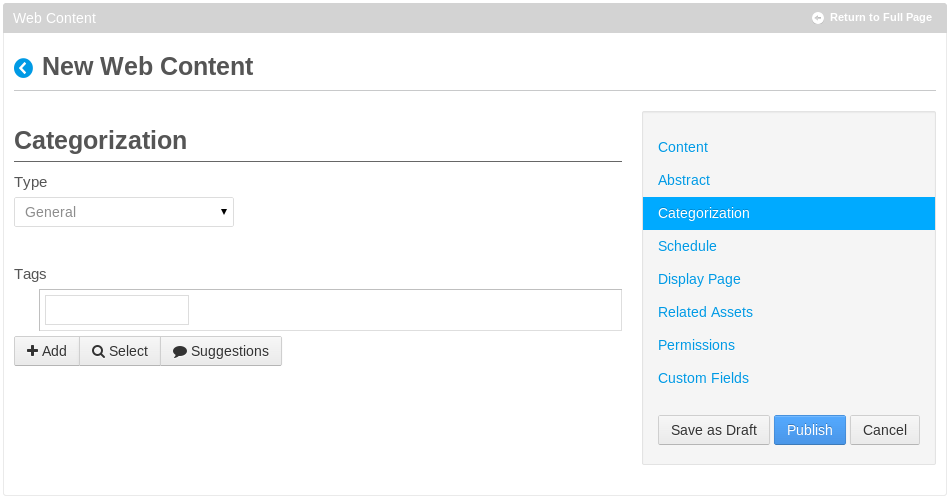 Web Content
Return to Full Page
New Web Content
Categorization
Type
General
Tags
Add
Select
Suggestions
Content
Abstract
Categorization
Schedule
Display Page
Related Assets
Permissions
Custom Fields
Save as Draft
Publish
Cancel